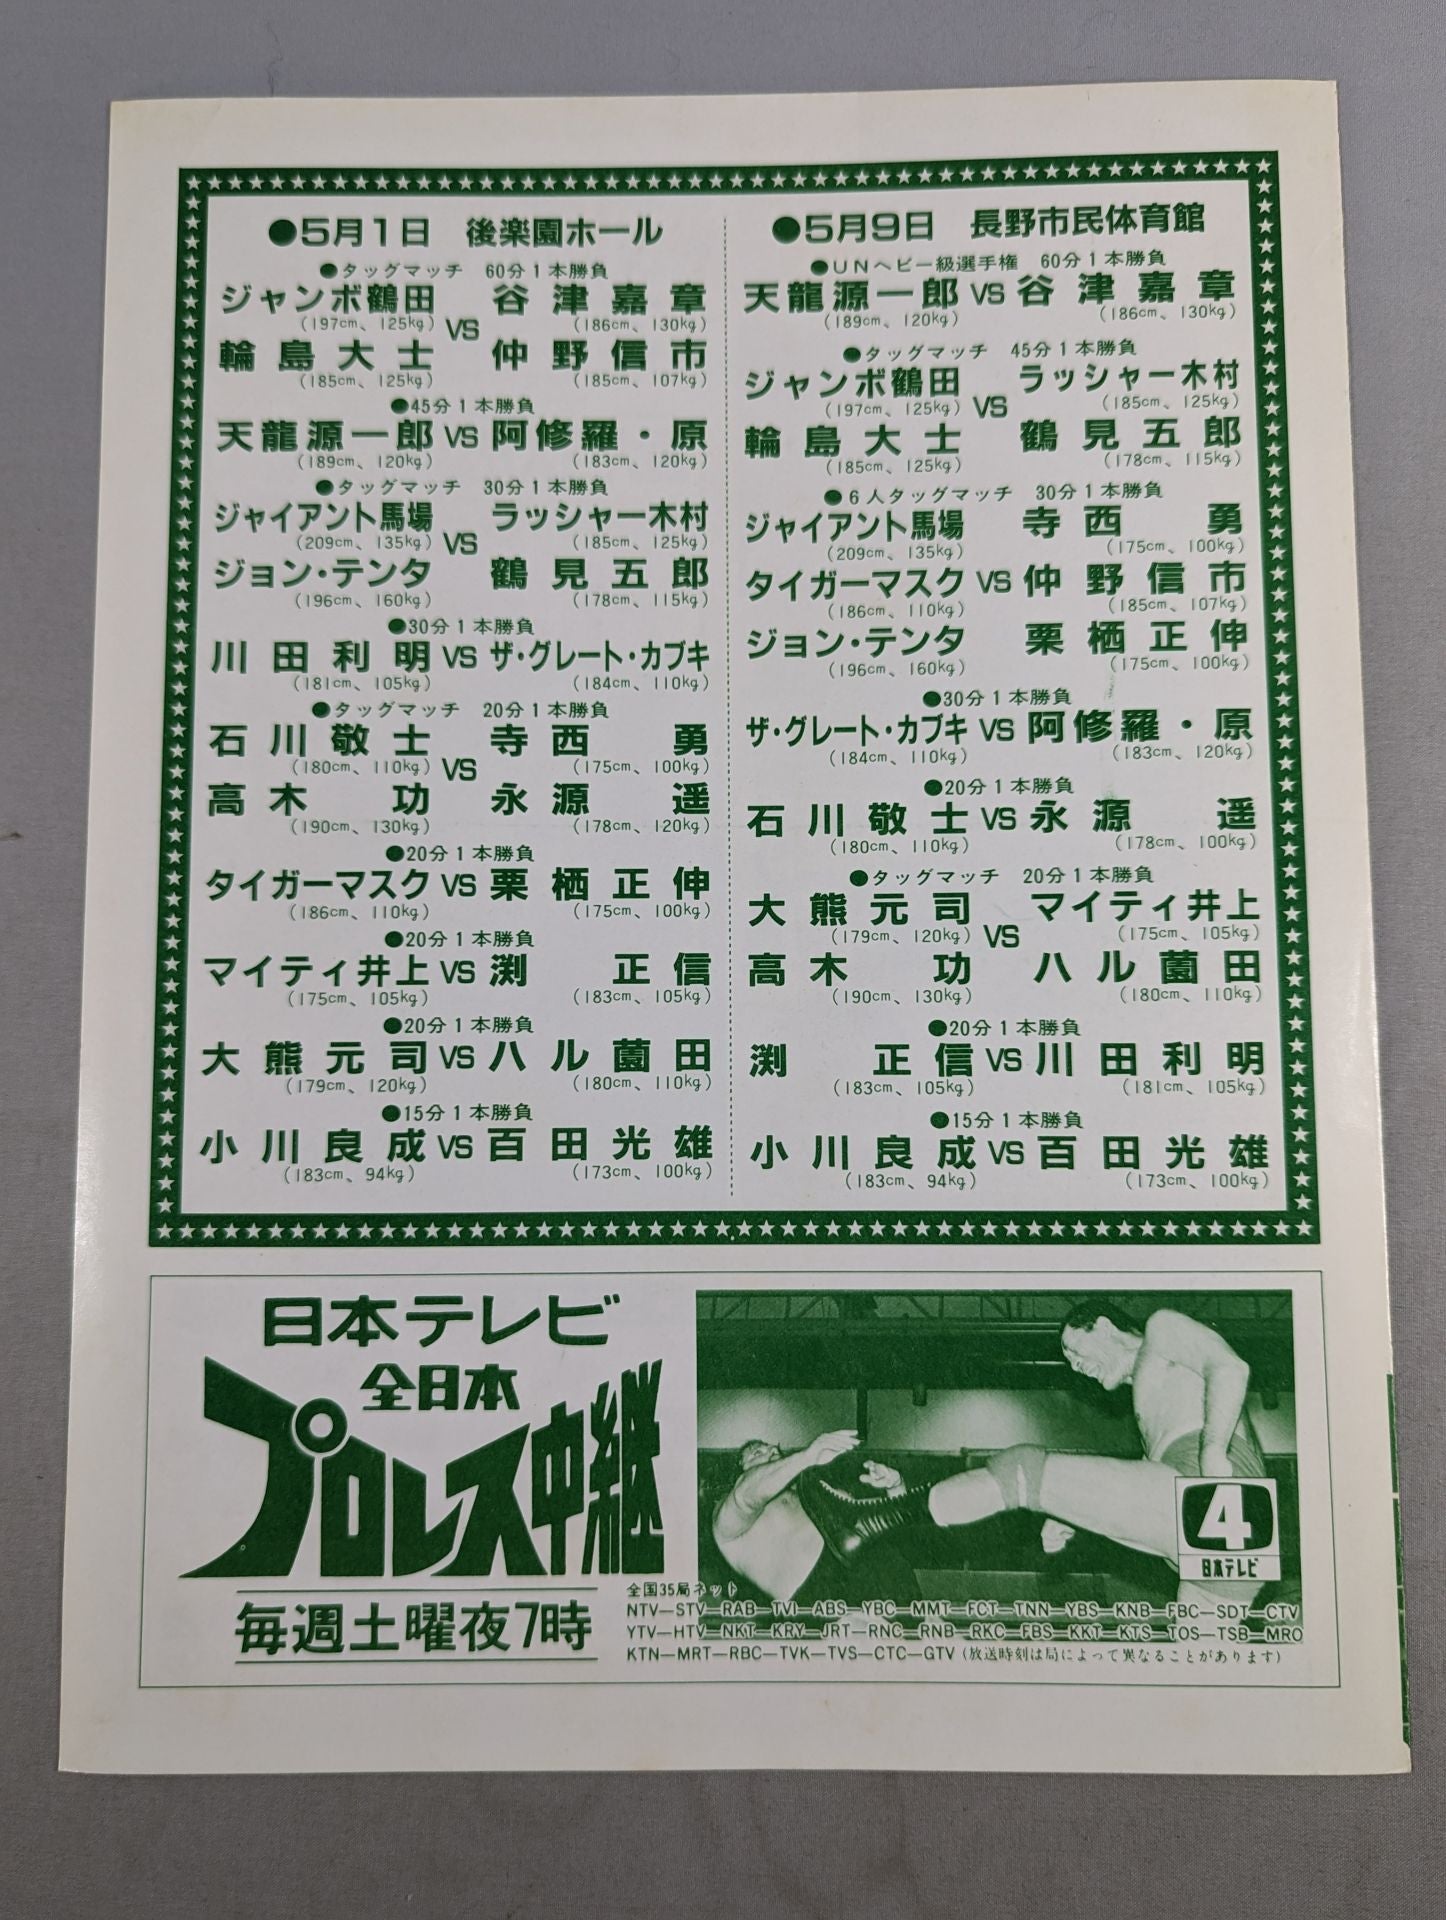 ●5月1日 後楽園ホール
●タッグマッチ 60分1本勝負
ジャンボ鶴田 谷津嘉章
(197cm、125kg) VS (186cm、130kg)
輪島大士 仲野信市
(185cm、125kg) (185cm、107kg)
●45分1本勝負
天龍源一郎 VS 阿修羅・原
(189cm、120kg) (183cm、120kg)
●タッグマッチ 30分1本勝負
ジャイアント馬場 ラッシャー木村
(209cm、135kg) VS (185cm、125kg)
ジョン・テンタ 鶴見五郎
(196cm、160kg) (178cm、115kg)
●30分1本勝負
川田利明 VS ザ・グレート・カブキ
(181cm、105kg) (184cm、110kg)
●タッグマッチ 20分1本勝負
石川敬士 寺西勇
(180cm、110kg) VS (175cm、100kg)
高木功 永源遥
(190cm、130kg) (178cm、120kg)
●20分1本勝負
タイガーマスク VS 栗栖正伸
(186cm、110kg) (175cm、100kg)
●20分1本勝負
マイティ井上 VS 渕正信
(175cm、105kg) (183cm、105kg)
●20分1本勝負
大熊元司 VS ハル薗田
(179cm、120kg) (180cm、110kg)
●15分1本勝負
小川良成 VS 百田光雄
(183cm、94kg) (173cm、100kg)
●5月9日 長野市民体育館
●UNヘビー級選手権 60分1本勝負
天龍源一郎 VS 谷津嘉章
(189cm、120kg) (186cm、130kg)
●タッグマッチ 45分1本勝負
ジャンボ鶴田 ラッシャー木村
(197cm、125kg) VS (185cm、125kg)
輪島大士 鶴見五郎
(185cm、125kg) (178cm、115kg)
●6人タッグマッチ 30分1本勝負
ジャイアント馬場 寺西勇
(209cm、135kg) (175cm、100kg)
タイガーマスク VS 仲野信市
(186cm、110kg) (185cm、107kg)
ジョン・テンタ 栗栖正伸
(196cm、160kg) (175cm、100kg)
●30分1本勝負
ザ・グレート・カブキ VS 阿修羅・原
(184cm、110kg) (183cm、120kg)
●20分1本勝負
石川敬士 VS 永源遥
(180cm、110kg) (178cm、100kg)
●タッグマッチ 20分1本勝負
大熊元司 マイティ井上
(179cm、120kg) VS (175cm、105kg)
高木功 ハル薗田
(190cm、130kg) (180cm、110kg)
●20分1本勝負
渕正信 VS 川田利明
(183cm、105kg) (181cm、105kg)
●15分1本勝負
小川良成 VS 百田光雄
(183cm、94kg) (173cm、100kg)
日本テレビ
全日本
プロレス中継
毎週土曜夜7時
4
日本テレビ
全国35局ネット
NTV—STV—RAB—TVI—ABS—YBC—MMT—FCT—TNN—YBS—KNB—FBC—SDT—CTV
YTV—HTV—NKT—KRY—JRT—RNC—RNB—RKC—FBS—KKT—KTS—TOS—TSB—MRO
KTN—MRT—RBC—TVK—TVS—CTC—GTV(放送時刻は局によって異なることがあります)